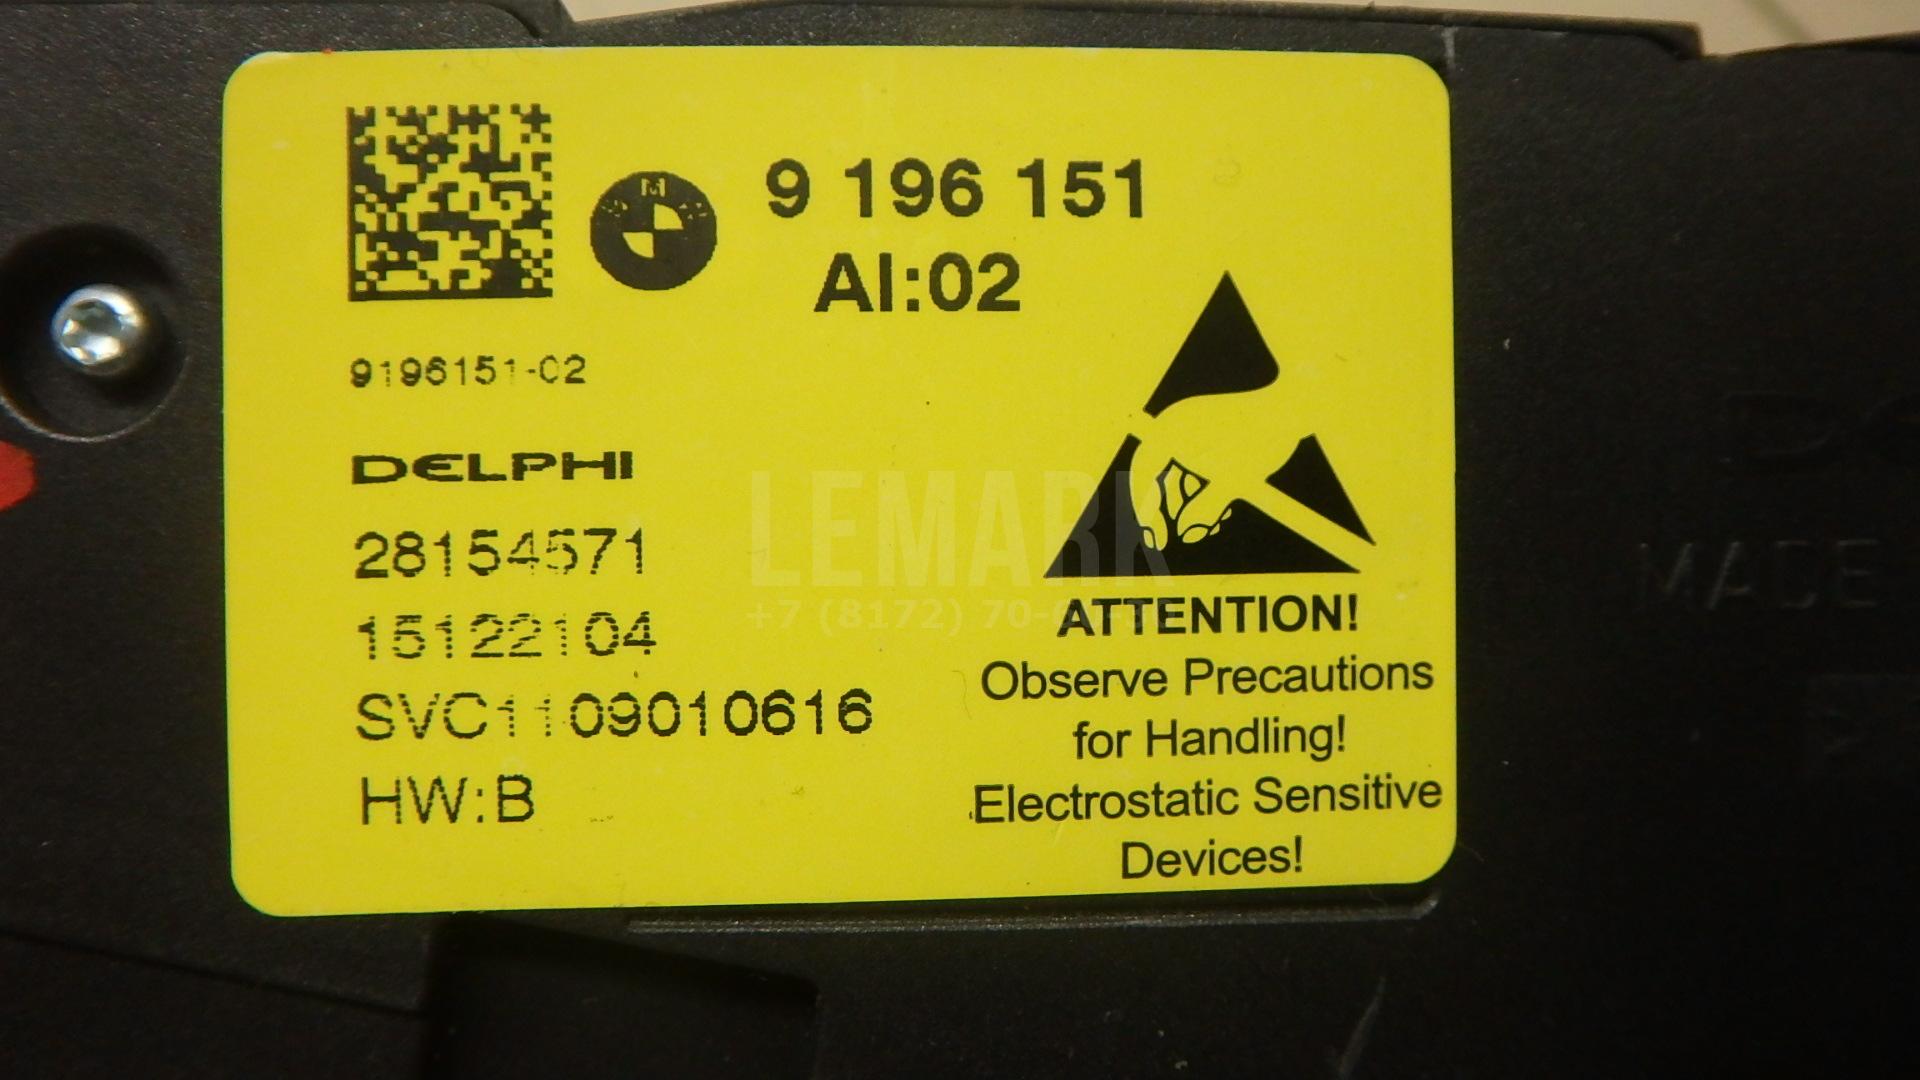 9 196 151
AI:02
9196151-02
DELPHI
28154571
15122104
SVC1109010616
HW:B
ATTENTION!
Observe Precautions
for Handling!
Electrostatic Sensitive
Devices!
LEMARK
MADE